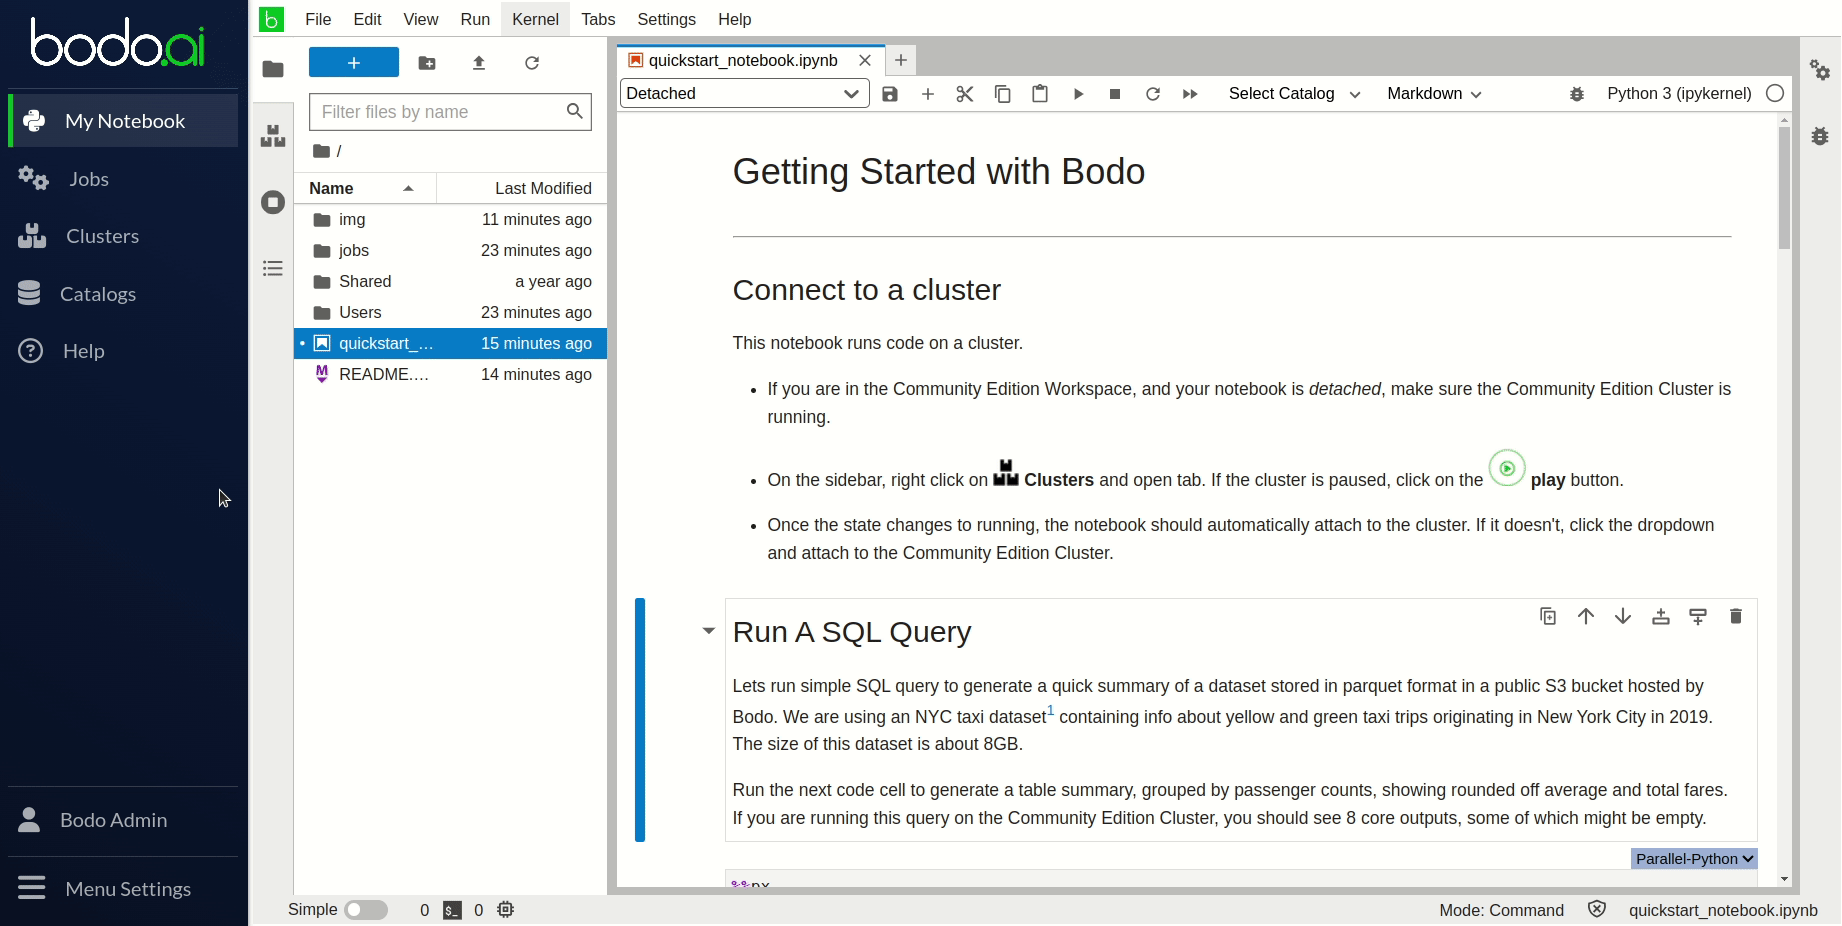 bodo.ai
My Notebook
Jobs
Clusters
Catalogs
Help
Bodo Admin
Menu Settings
b File Edit View Run Kernel Tabs Settings Help
+
Filter files by name
/
Name Last Modified
img 11 minutes ago
jobs 23 minutes ago
Shared a year ago
Users 23 minutes ago
quickstart_... 15 minutes ago
M README.... 14 minutes ago
quickstart_notebook.ipynb
Detached Select Catalog Markdown Python 3 (ipykernel)
Getting Started with Bodo
Connect to a cluster
This notebook runs code on a cluster.
• If you are in the Community Edition Workspace, and your notebook is detached, make sure the Community Edition Cluster is
running.
• On the sidebar, right click on Clusters and open tab. If the cluster is paused, click on the play button.
• Once the state changes to running, the notebook should automatically attach to the cluster. If it doesn't, click the dropdown
and attach to the Community Edition Cluster.
Run A SQL Query
Lets run simple SQL query to generate a quick summary of a dataset stored in parquet format in a public S3 bucket hosted by
Bodo. We are using an NYC taxi dataset1 containing info about yellow and green taxi trips originating in New York City in 2019.
The size of this dataset is about 8GB.
Run the next code cell to generate a table summary, grouped by passenger counts, showing rounded off average and total fares.
If you are running this query on the Community Edition Cluster, you should see 8 core outputs, some of which might be empty.
Parallel-Python
%%px
Simple 0 $_ 0 Mode: Command quickstart_notebook.ipynb